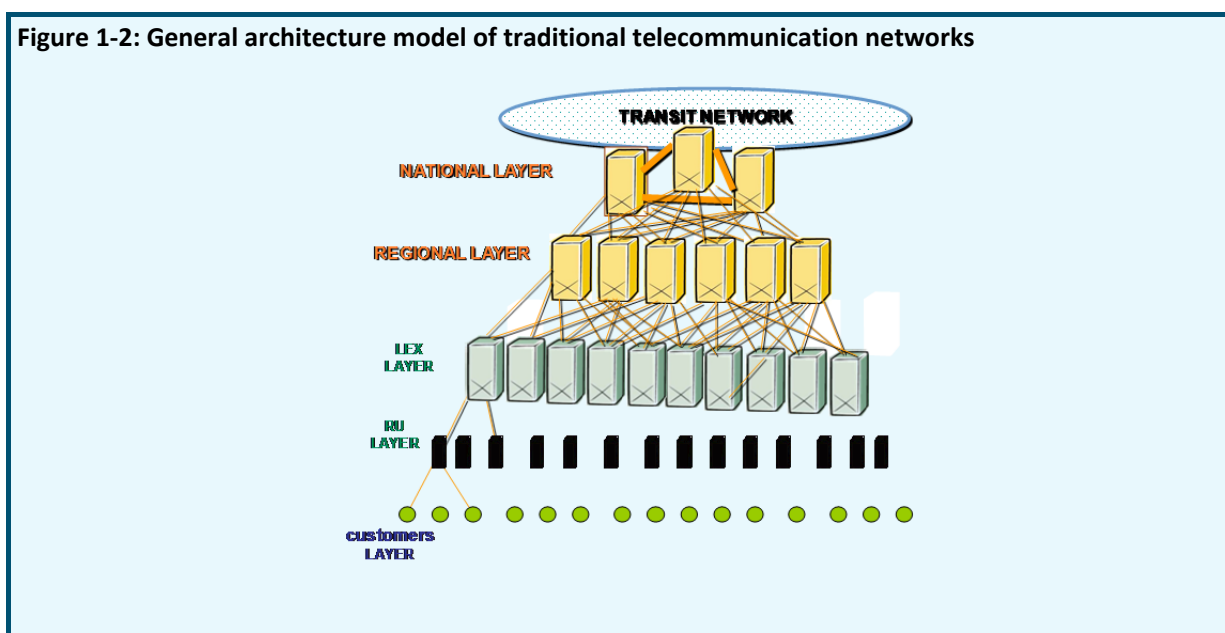 Figure 1-2: General architecture model of traditional telecommunication networks
TRANSIT NETWORK
NATIONAL LAYER
REGIONAL LAYER
LEX
LAYER
RU
LAYER
customers
LAYER